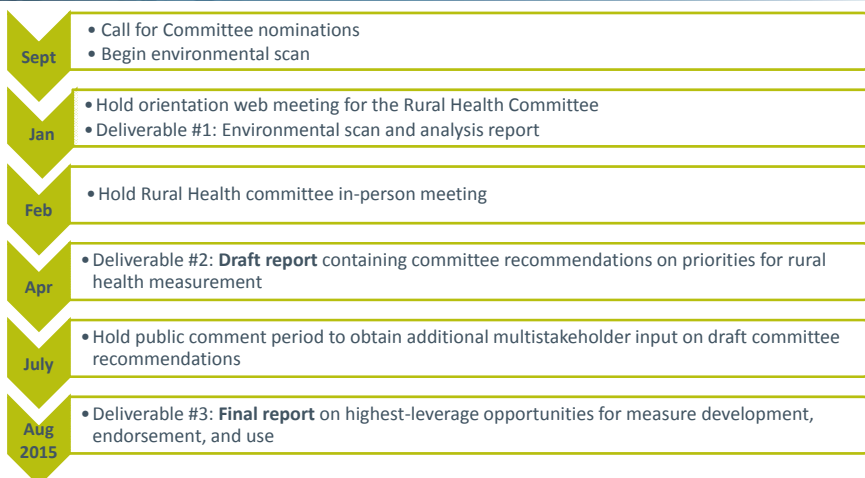 Sept
• Call for Committee nominations
• Begin environmental scan
Jan
• Hold orientation web meeting for the Rural Health Committee
• Deliverable #1: Environmental scan and analysis report
Feb
• Hold Rural Health committee in-person meeting
Apr
• Deliverable #2: Draft report containing committee recommendations on priorities for rural
health measurement
July
• Hold public comment period to obtain additional multistakeholder input on draft committee
recommendations
Aug
2015
• Deliverable #3: Final report on highest-leverage opportunities for measure development,
endorsement, and use